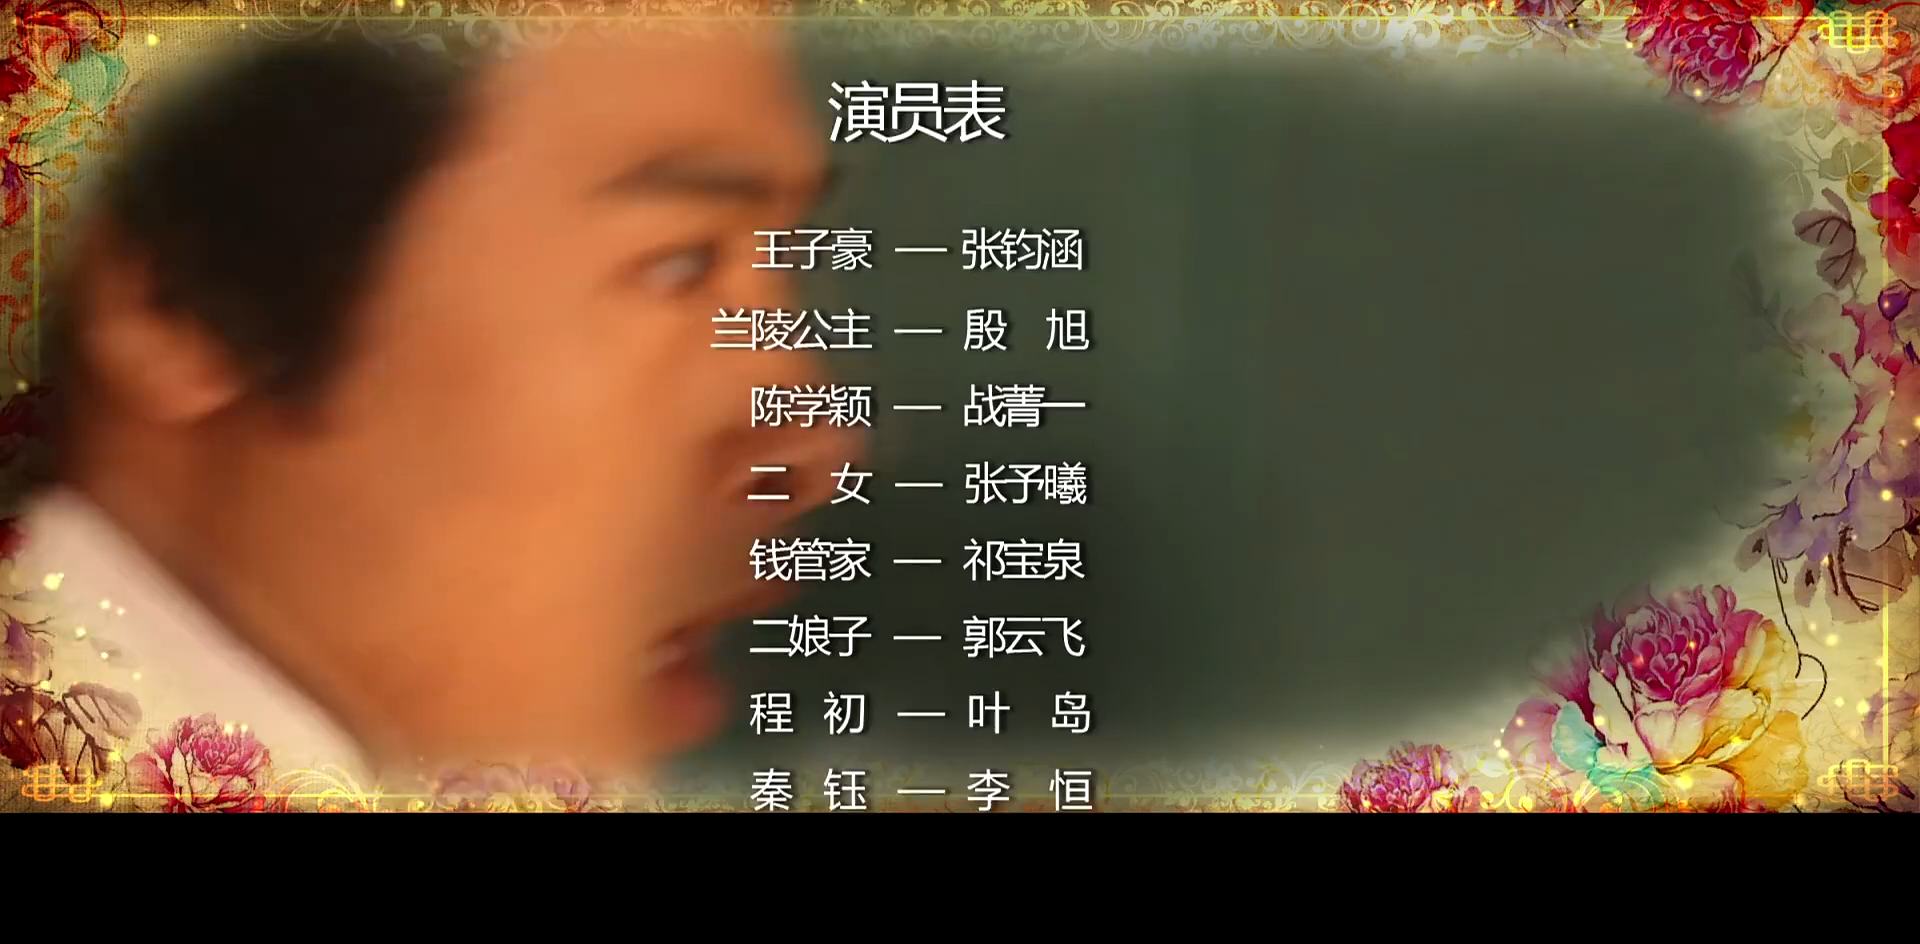 演员表
王子豪 — 张钧涵
兰陵公主 — 殷 旭
陈学颖 — 战菁一
二 女 — 张予曦
钱管家 — 祁宝泉
二娘子 — 郭云飞
程 初 — 叶 岛
秦 钰 — 李 恒